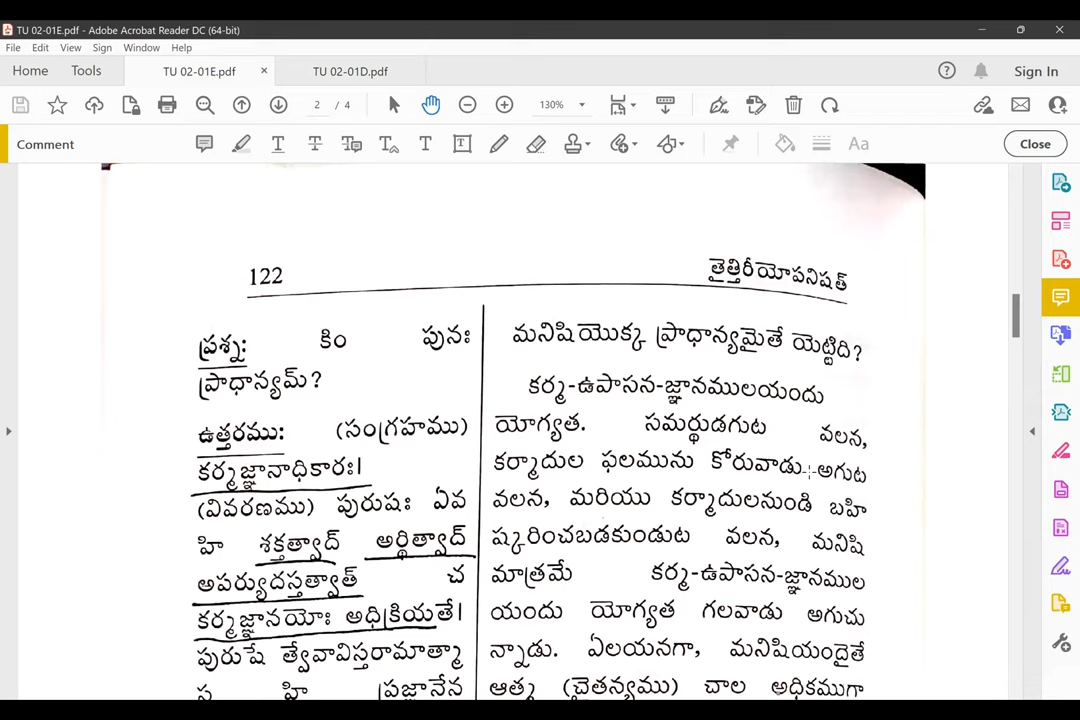 TU 02-01E.pdf - Adobe Acrobat Reader DC (64-bit)
File Edit View Sign Window Help
Home Tools TU 02-01E.pdf × TU 02-01D.pdf Sign In
2 / 4 130%
Comment Close
122 తైత్తిరీయోపనిషత్
ప్రశ్న: కిం పునః
ప్రాధాన్యమ్?
ఉత్తరము: (సంగ్రహము)
కర్మజ్ఞానాధికారః।
(వివరణము) పురుషః ఏవ
హి శక్తత్వాద్ అర్థిత్వాద్
అపర్యుదస్తత్వాత్ చ
కర్మజ్ఞానయోః అధిక్రియతే।
పురుషే త్వేవావిస్తరామాత్మా
స హి ప్రజ్ఞానేన
మనిషియొక్క ప్రాధాన్యమైతే యెట్టిది?
కర్మ-ఉపాసన-జ్ఞానములయందు
యోగ్యత. సమర్థుడగుట వలన,
కర్మాదుల ఫలమును కోరువాడు అగుట
వలన, మరియు కర్మాదులనుండి బహి
ష్కరించబడకుండుట వలన, మనిషి
మాత్రమే కర్మ-ఉపాసన-జ్ఞానముల
యందు యోగ్యత గలవాడు అగుచు
న్నాడు. ఏలయనగా, మనిషియందైతే
ఆత్మ (చైతన్యము) చాల అధికముగా